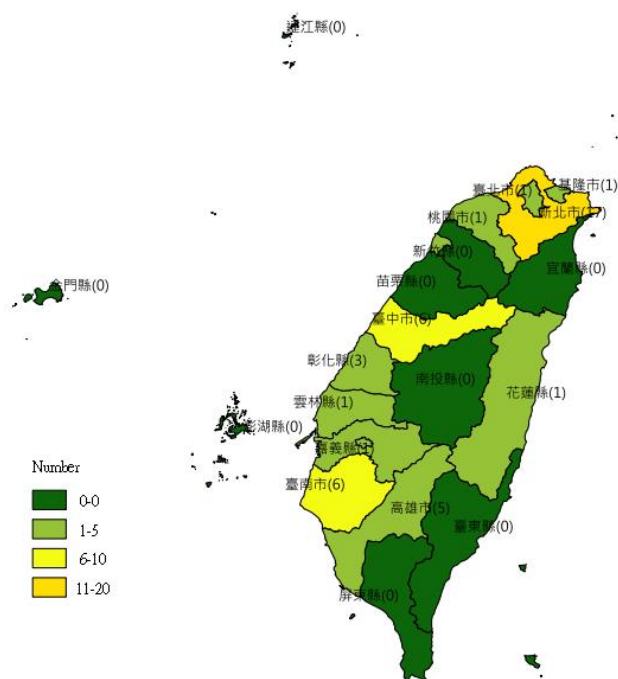 連江縣(0)
基隆市(1)
臺北市(1)
新北市(17)
桃園市(1)
新竹縣(0)
宜蘭縣(0)
苗栗縣(0)
金門縣(0)
臺中市(6)
彰化縣(3)
南投縣(0)
花蓮縣(1)
雲林縣(1)
澎湖縣(0)
嘉義縣(1)
臺南市(6)
高雄市(5)
臺東縣(0)
屏東縣(0)
Number
0-0
1-5
6-10
11-20